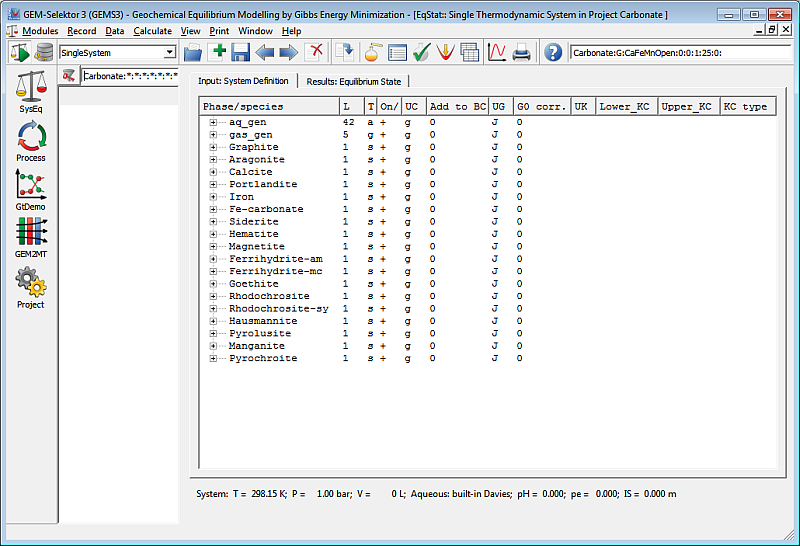 GEM-Selektor 3 (GEMS3) - Geochemical Equilibrium Modelling by Gibbs Energy Minimization - [EqStat:: Single Thermodynamic System in Project Carbonate ]
Modules Record Data Calculate View Print Window Help
SingleSystem
Carbonate:G:CaFeMnOpen:0:0:1:25:0:
SysEq
Process
GtDemo
GEM2MT
Project
Carbonate:*:*:*:*:*:*:*
Input: System Definition Results: Equilibrium State
Phase/species L T On/ UC Add to BC UG G0 corr. UK Lower_KC Upper_KC KC type
aq_gen 42 a + g 0 J 0
gas_gen 5 g + g 0 J 0
Graphite 1 s + g 0 J 0
Aragonite 1 s + g 0 J 0
Calcite 1 s + g 0 J 0
Portlandite 1 s + g 0 J 0
Iron 1 s + g 0 J 0
Fe-carbonate 1 s + g 0 J 0
Siderite 1 s + g 0 J 0
Hematite 1 s + g 0 J 0
Magnetite 1 s + g 0 J 0
Ferrihydrite-am 1 s + g 0 J 0
Ferrihydrite-mc 1 s + g 0 J 0
Goethite 1 s + g 0 J 0
Rhodochrosite 1 s + g 0 J 0
Rhodochrosite-sy 1 s + g 0 J 0
Hausmannite 1 s + g 0 J 0
Pyrolusite 1 s + g 0 J 0
Manganite 1 s + g 0 J 0
Pyrochroite 1 s + g 0 J 0
System: T = 298.15 K; P = 1.00 bar; V = 0 L; Aqueous: built-in Davies; pH = 0.000; pe = 0.000; IS = 0.000 m